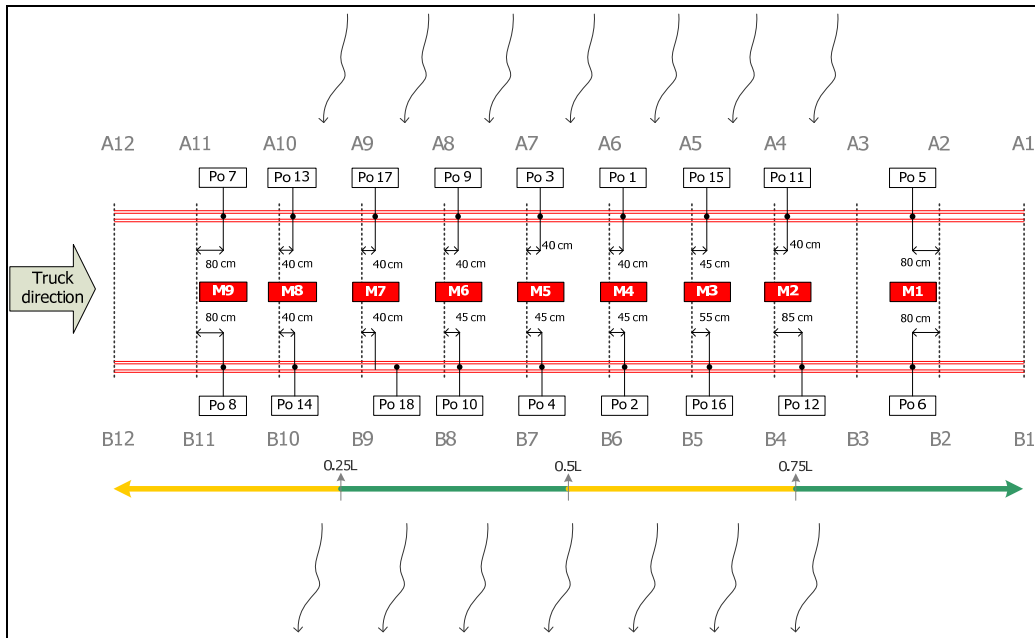 A12 A11 A10 A9 A8 A7 A6 A5 A4 A3 A2 A1
Po 7 Po 13 Po 17 Po 9 Po 3 Po 1 Po 15 Po 11 Po 5
40 cm 40 cm
80 cm 40 cm 40 cm 40 cm 40 cm 45 cm 80 cm
Truck
direction
M9 M8 M7 M6 M5 M4 M3 M2 M1
80 cm 40 cm 40 cm 45 cm 45 cm 45 cm 55 cm 85 cm 80 cm
Po 8 Po 14 Po 18 Po 10 Po 4 Po 2 Po 16 Po 12 Po 6
B12 B11 B10 B9 B8 B7 B6 B5 B4 B3 B2 B1
0.25L 0.5L 0.75L